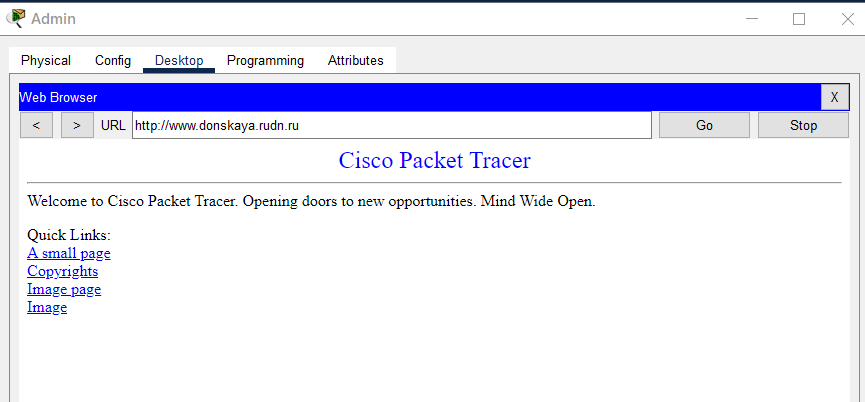 Admin
Physical Config Desktop Programming Attributes
Web Browser X
< > URL http://www.donskaya.rudn.ru Go Stop
Cisco Packet Tracer
Welcome to Cisco Packet Tracer. Opening doors to new opportunities. Mind Wide Open.
Quick Links:
A small page
Copyrights
Image page
Image